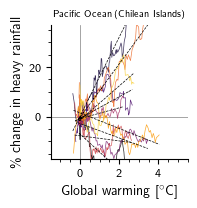 Pacific Ocean (Chilean Islands)
% change in heavy rainfall
20
0
0
2
4
Global warming [°C]